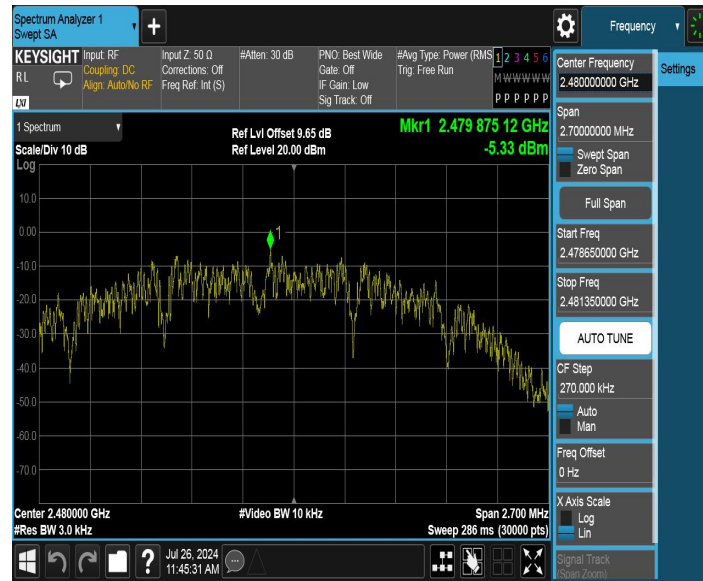 Spectrum Analyzer 1
Swept SA
+
Frequency
KEYSIGHT
RL
LXI
Input: RF
Coupling: DC
Align: Auto/No RF
Input Z: 50 Ω
Corrections: Off
Freq Ref: Int (S)
#Atten: 30 dB
PNO: Best Wide
Gate: Off
IF Gain: Low
Sig Track: Off
#Avg Type: Power (RMS
Trig: Free Run
1 2 3 4 5 6
M W W W W W
P P P P P P
1 Spectrum
Scale/Div 10 dB
Log
Ref Lvl Offset 9.65 dB
Ref Level 20.00 dBm
Mkr1 2.479 875 12 GHz
-5.33 dBm
1
10.0
0.00
-10.0
-20.0
-30.0
-40.0
-50.0
-60.0
-70.0
Center 2.480000 GHz
#Res BW 3.0 kHz
#Video BW 10 kHz
Span 2.700 MHz
Sweep 286 ms (30000 pts)
Jul 26, 2024
11:45:31 AM
?
Center Frequency
2.480000000 GHz
Settings
Span
2.70000000 MHz
Swept Span
Zero Span
Full Span
Start Freq
2.478650000 GHz
Stop Freq
2.481350000 GHz
AUTO TUNE
CF Step
270.000 kHz
Auto
Man
Freq Offset
0 Hz
X Axis Scale
Log
Lin
Signal Track
(Span Zoom)